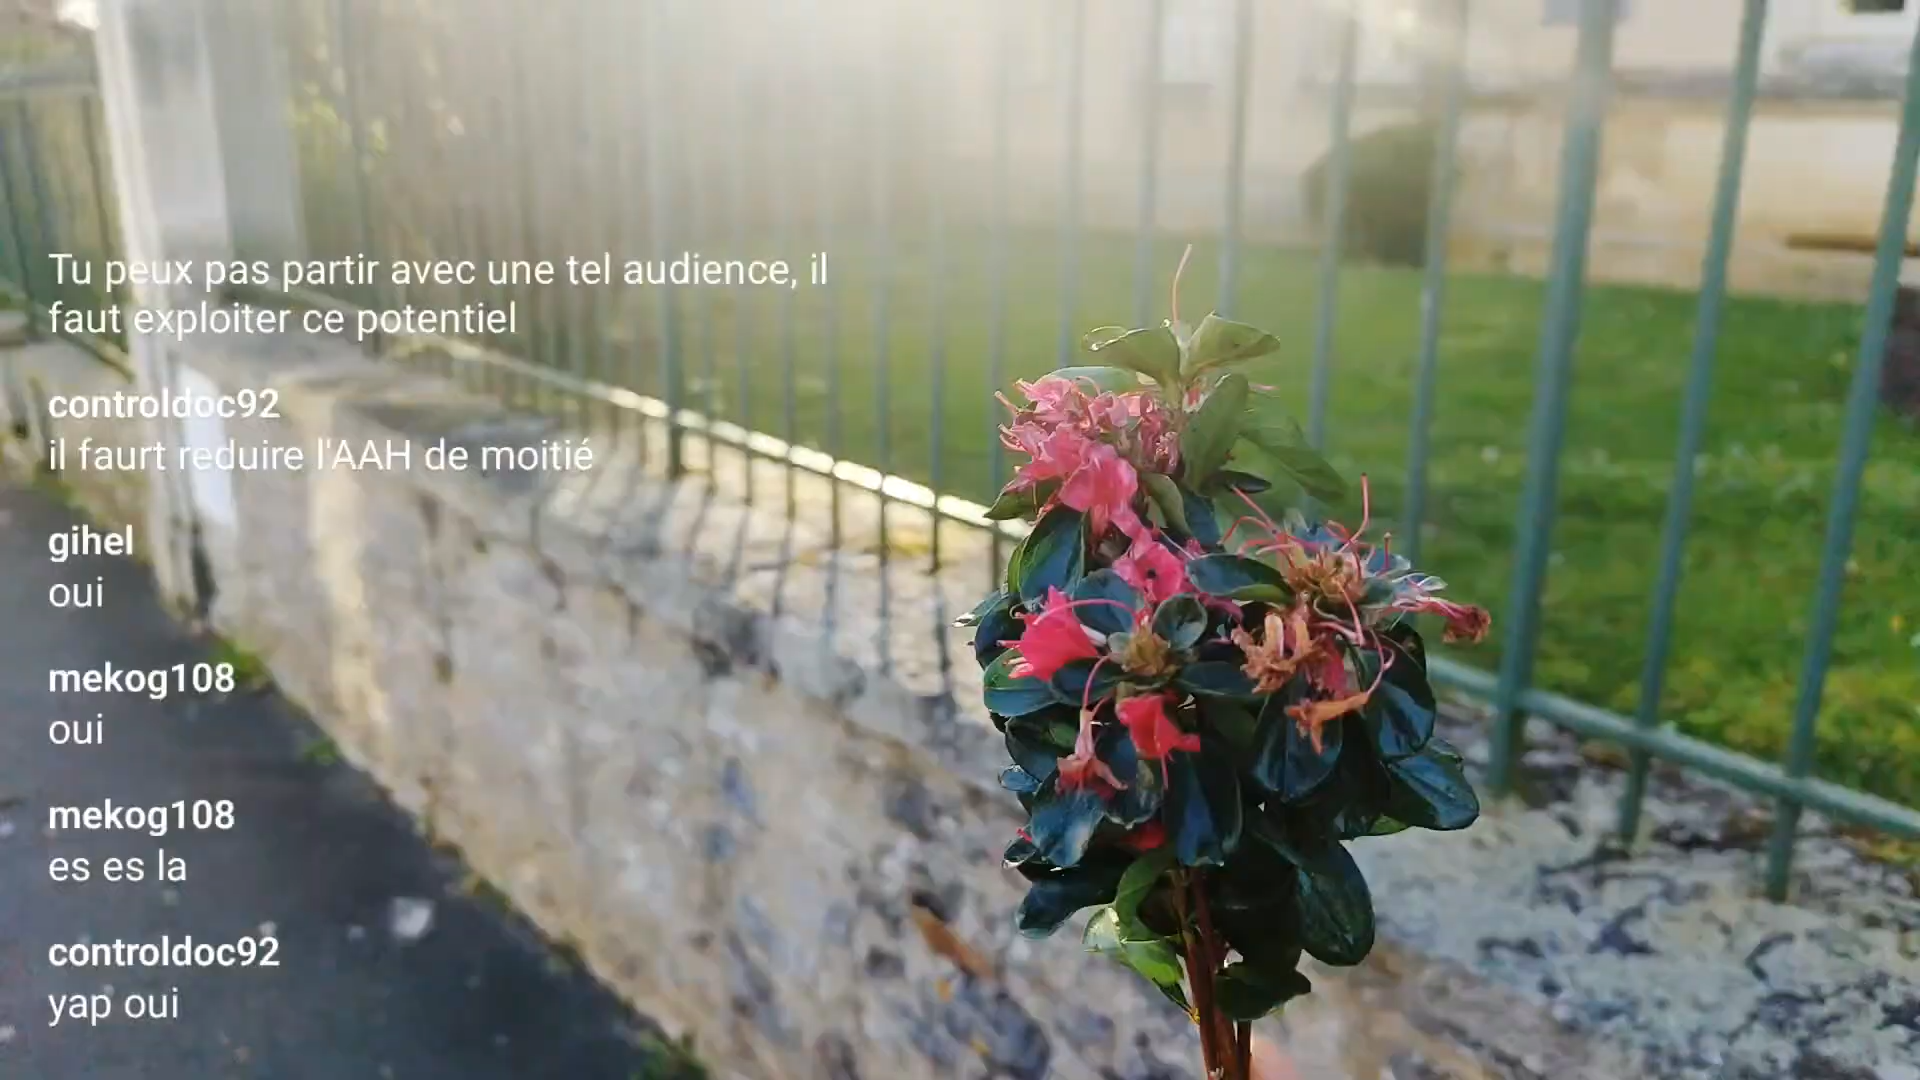 Tu peux pas partir avec une tel audience, il
faut exploiter ce potentiel
controldoc92
il faurt reduire l'AAH de moitié
gihel
oui
mekog108
oui
mekog108
es es la
controldoc92
yap oui